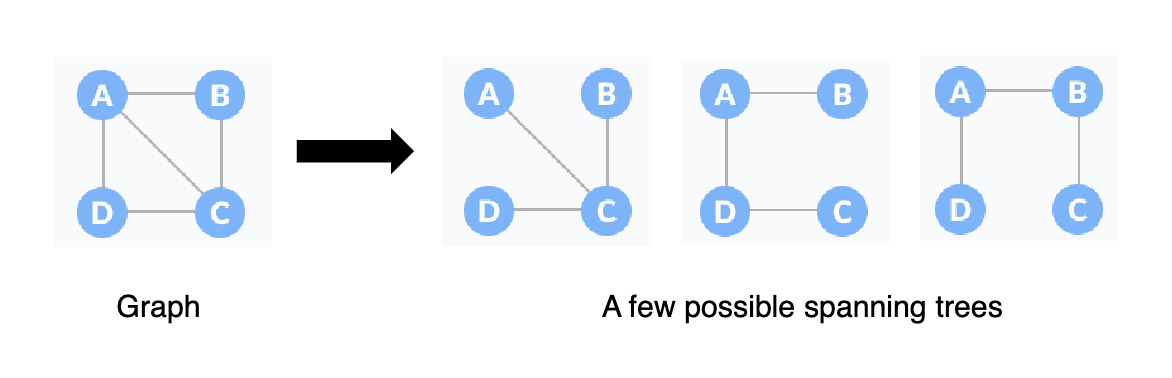 A B A B A B A B
D C D C D C D C
Graph A few possible spanning trees